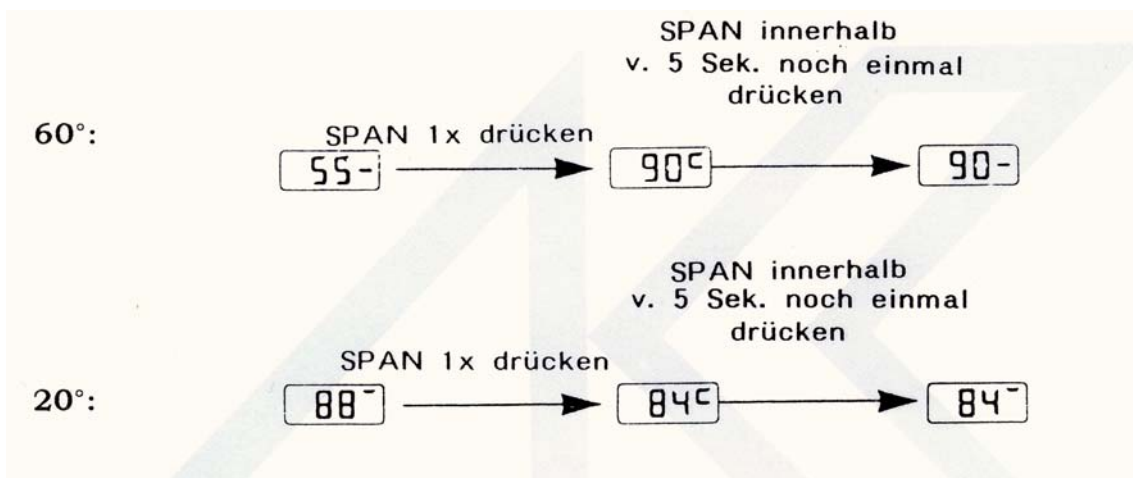 SPAN innerhalb
v. 5 Sek. noch einmal
drücken
60°:
SPAN 1x drücken
55-
90c
90-
SPAN innerhalb
v. 5 Sek. noch einmal
drücken
SPAN 1x drücken
20°:
88-
84c
84-